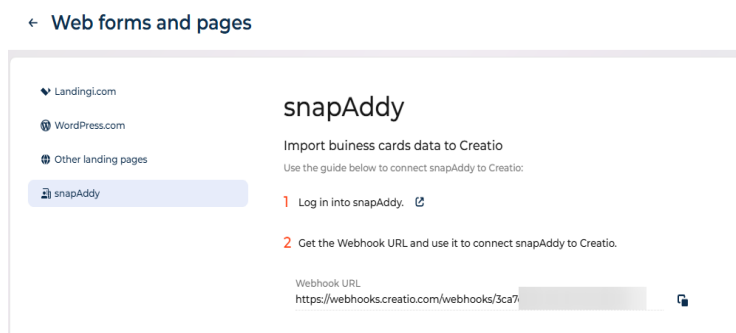 Web forms and pages
Landingi.com
WordPress.com
Other landing pages
snapAddy
snapAddy
Import buiness cards data to Creatio
Use the guide below to connect snapAddy to Creatio:
1 Log in into snapAddy.
2 Get the Webhook URL and use it to connect snapAddy to Creatio.
Webhook URL
https://webhooks.creatio.com/webhooks/3ca7